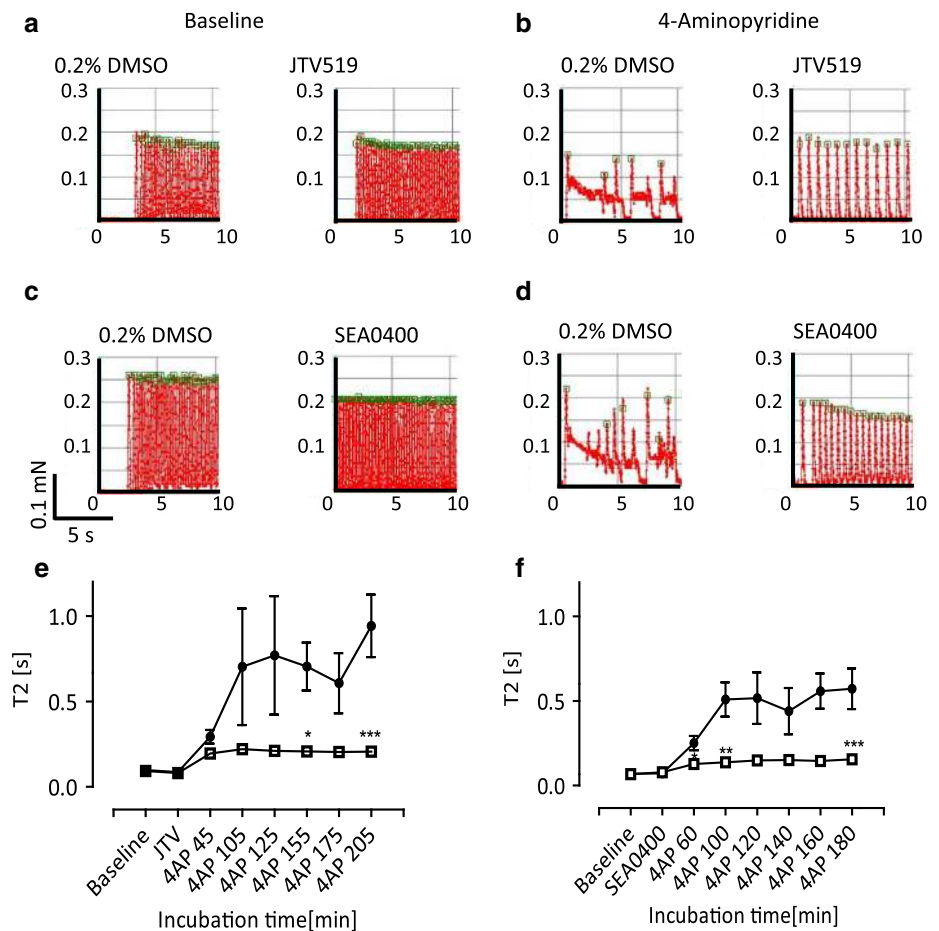 a Baseline b 4-Aminopyridine
0.2% DMSO JTV519 0.2% DMSO JTV519
0.3 0.3 0.3 0.3
0.2 0.2 0.2 0.2
0.1 0.1 0.1 0.1
0 5 10 0 5 10 0 5 10 0 5 10
c d
0.2% DMSO SEA0400 0.2% DMSO SEA0400
0.3 0.3 0.3 0.3
0.2 0.2 0.2 0.2
0.1 0.1 0.1 0.1
0 5 10 0 5 10 0 5 10 0 5 10
0.1 mN
5 s
e
T2 [s]
1.0
0.5
0.0
* ***
Baseline
JTV
4AP 45
4AP 105
4AP 125
4AP 155
4AP 175
4AP 205
Incubation time[min]
f
T2 [s]
1.0
0.5
0.0
* ** ***
Baseline
SEA0400
4AP 60
4AP 100
4AP 120
4AP 140
4AP 160
4AP 180
Incubation time[min]